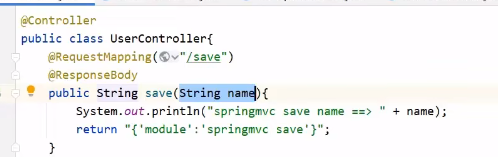 @Controller
public class UserController{
@RequestMapping("/save")
@ResponseBody
public String save(String name){
System.out.println("springmvc save name ==> " + name);
return "{'module':'springmvc save'}";
}